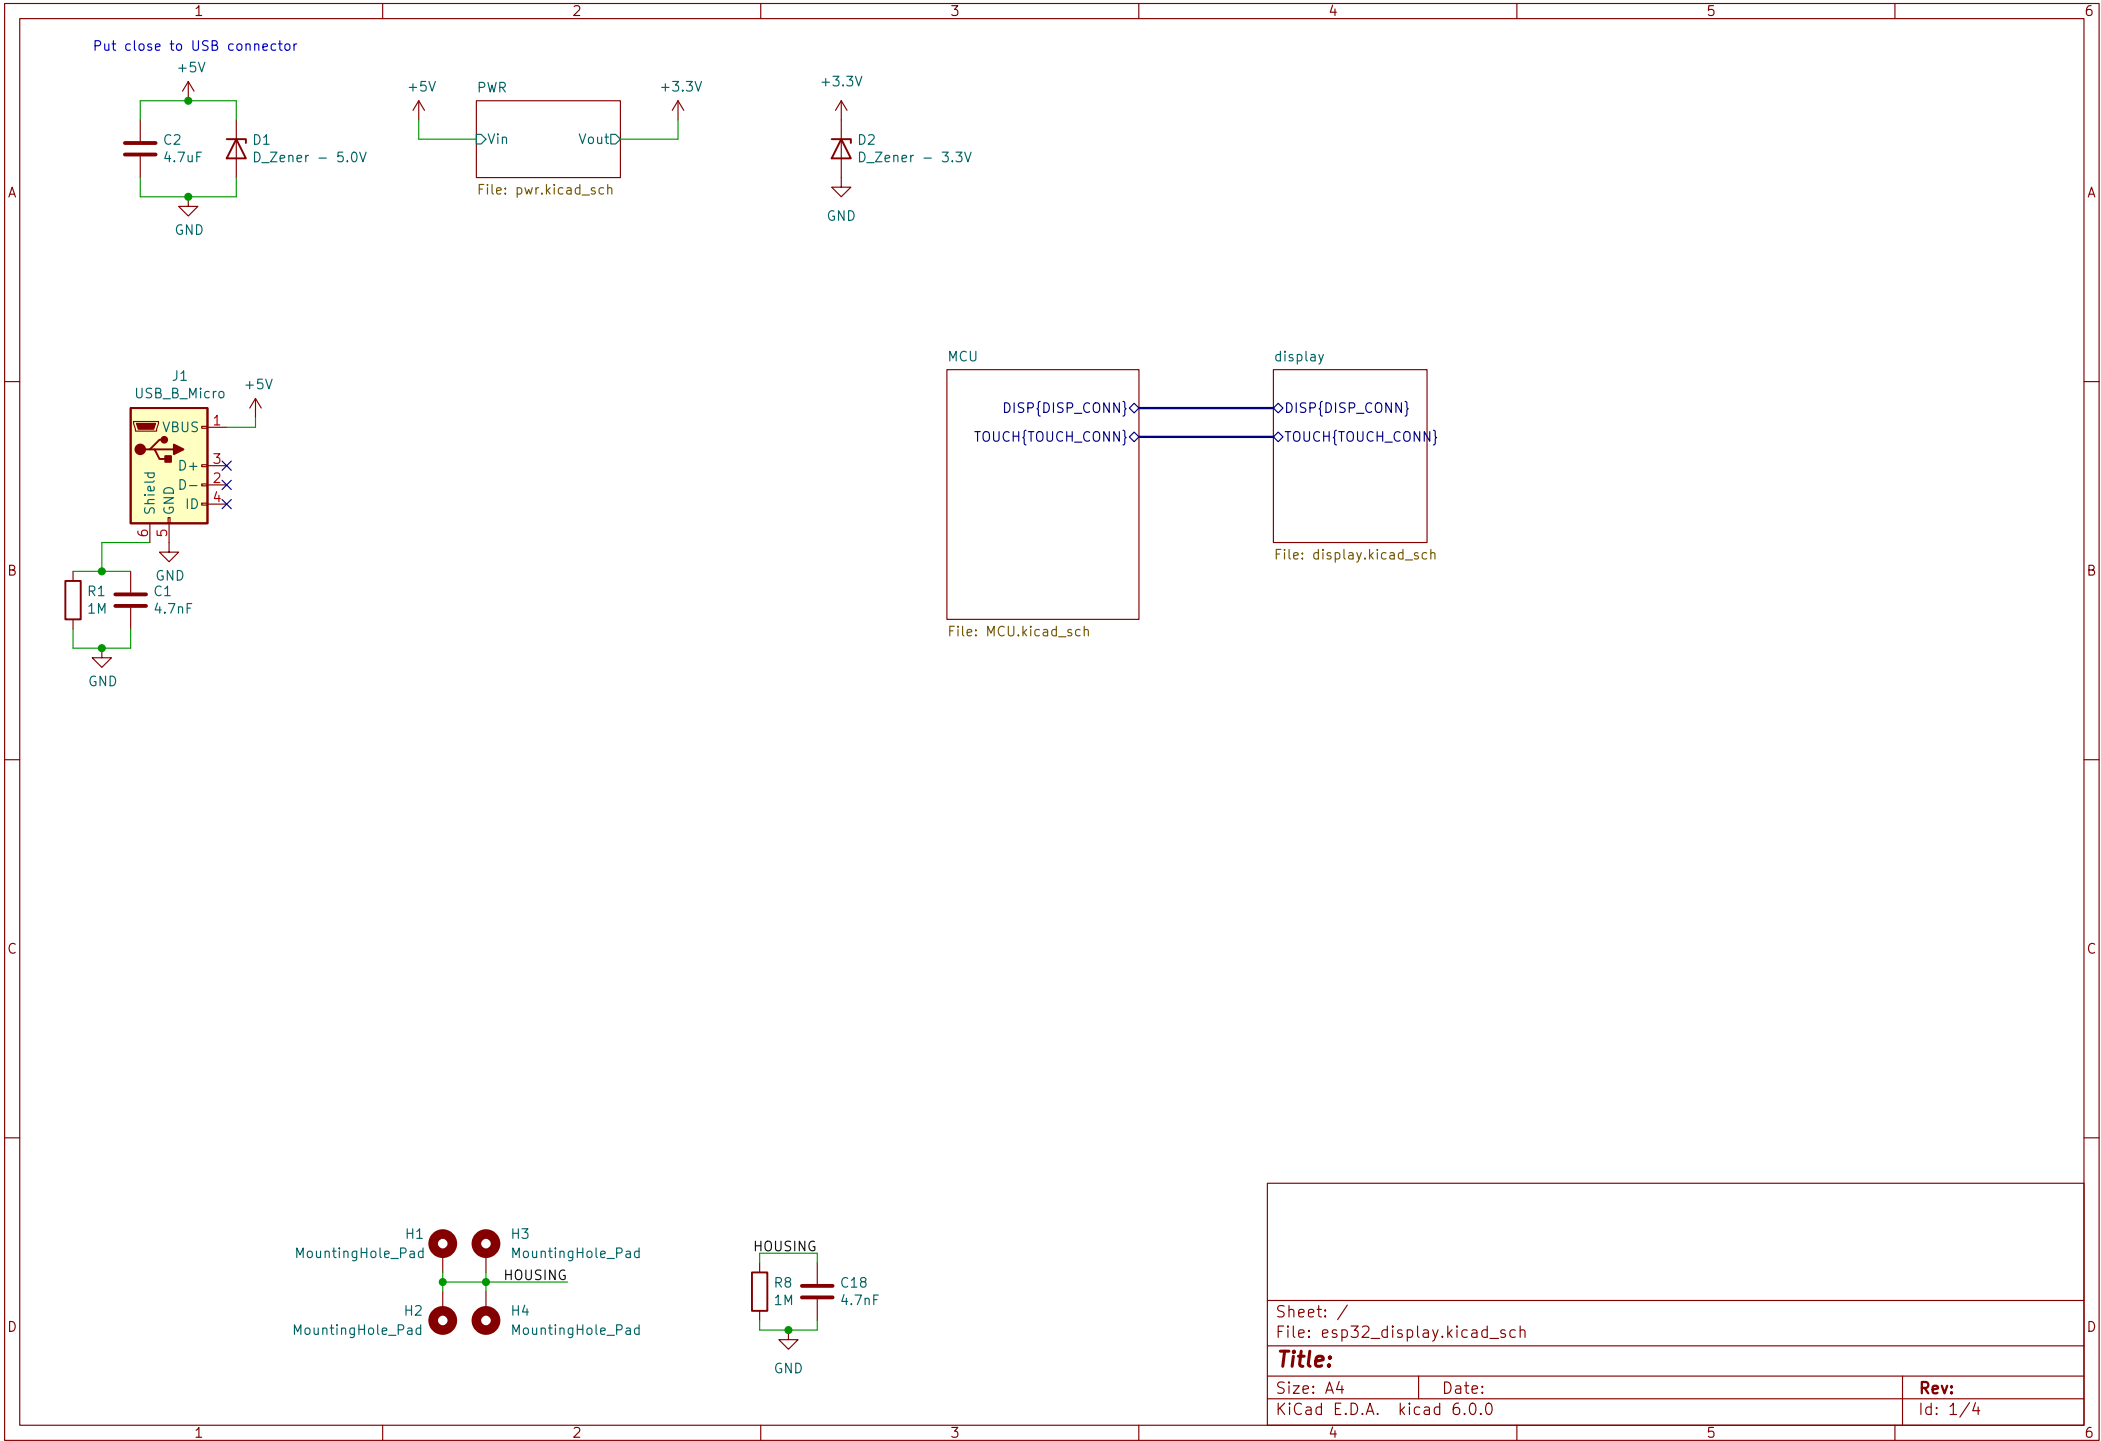 1 2 3 4 5 6
Put close to USB connector
+5V
C2
4.7uF
D1
D_Zener - 5.0V
GND
+5V
PWR
Vin
Vout
File: pwr.kicad_sch
+3.3V
+3.3V
D2
D_Zener - 3.3V
GND
A
A
J1
USB_B_Micro
+5V
VBUS
1
D+
3
D-
2
ID
4
Shield
GND
6
5
GND
R1
1M
C1
4.7nF
GND
MCU
DISP{DISP_CONN}
TOUCH{TOUCH_CONN}
File: MCU.kicad_sch
display
DISP{DISP_CONN}
TOUCH{TOUCH_CONN}
File: display.kicad_sch
B
B
C
C
H1
MountingHole_Pad
H3
MountingHole_Pad
HOUSING
H2
MountingHole_Pad
H4
MountingHole_Pad
HOUSING
R8
1M
C18
4.7nF
GND
D
D
Sheet: /
File: esp32_display.kicad_sch
Title:
Size: A4
Date:
Rev:
KiCad E.D.A. kicad 6.0.0
Id: 1/4
1 2 3 4 5 6